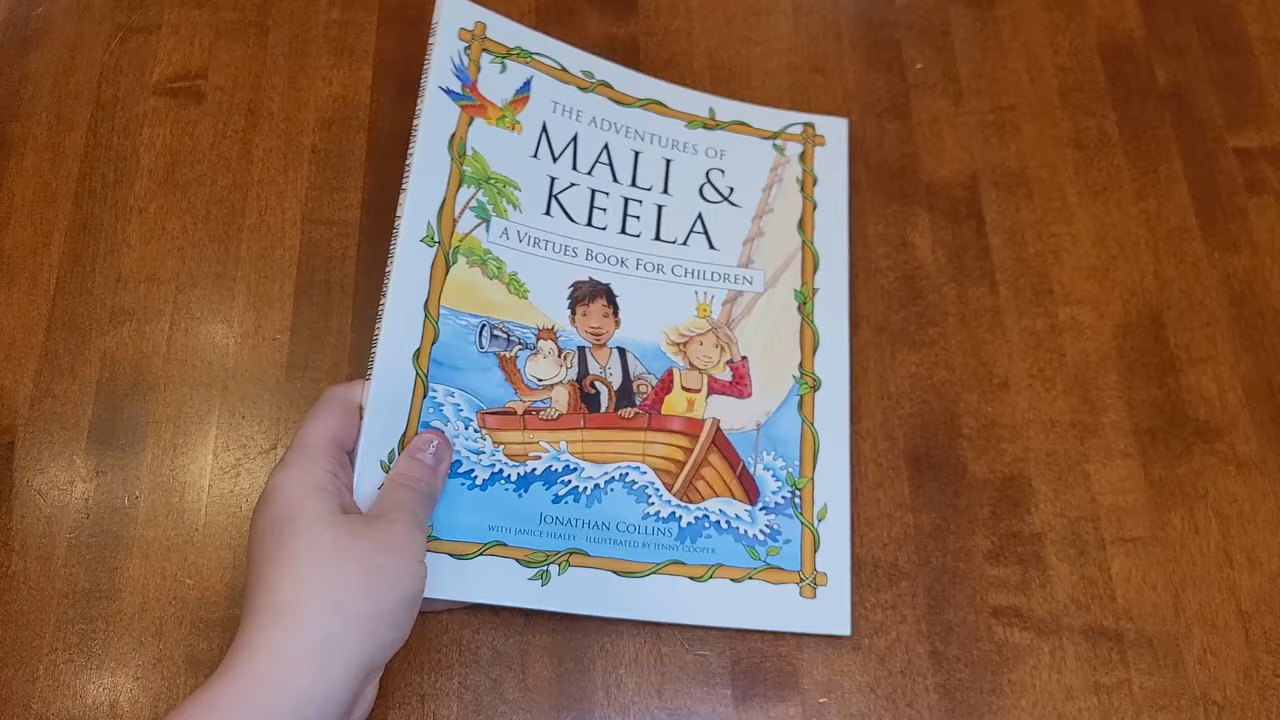 THE ADVENTURES OF
MALI &
KEELA
A VIRTUES BOOK FOR CHILDREN
JONATHAN COLLINS
WITH JANICE HEALEY - ILLUSTRATED BY JENNY COOPER